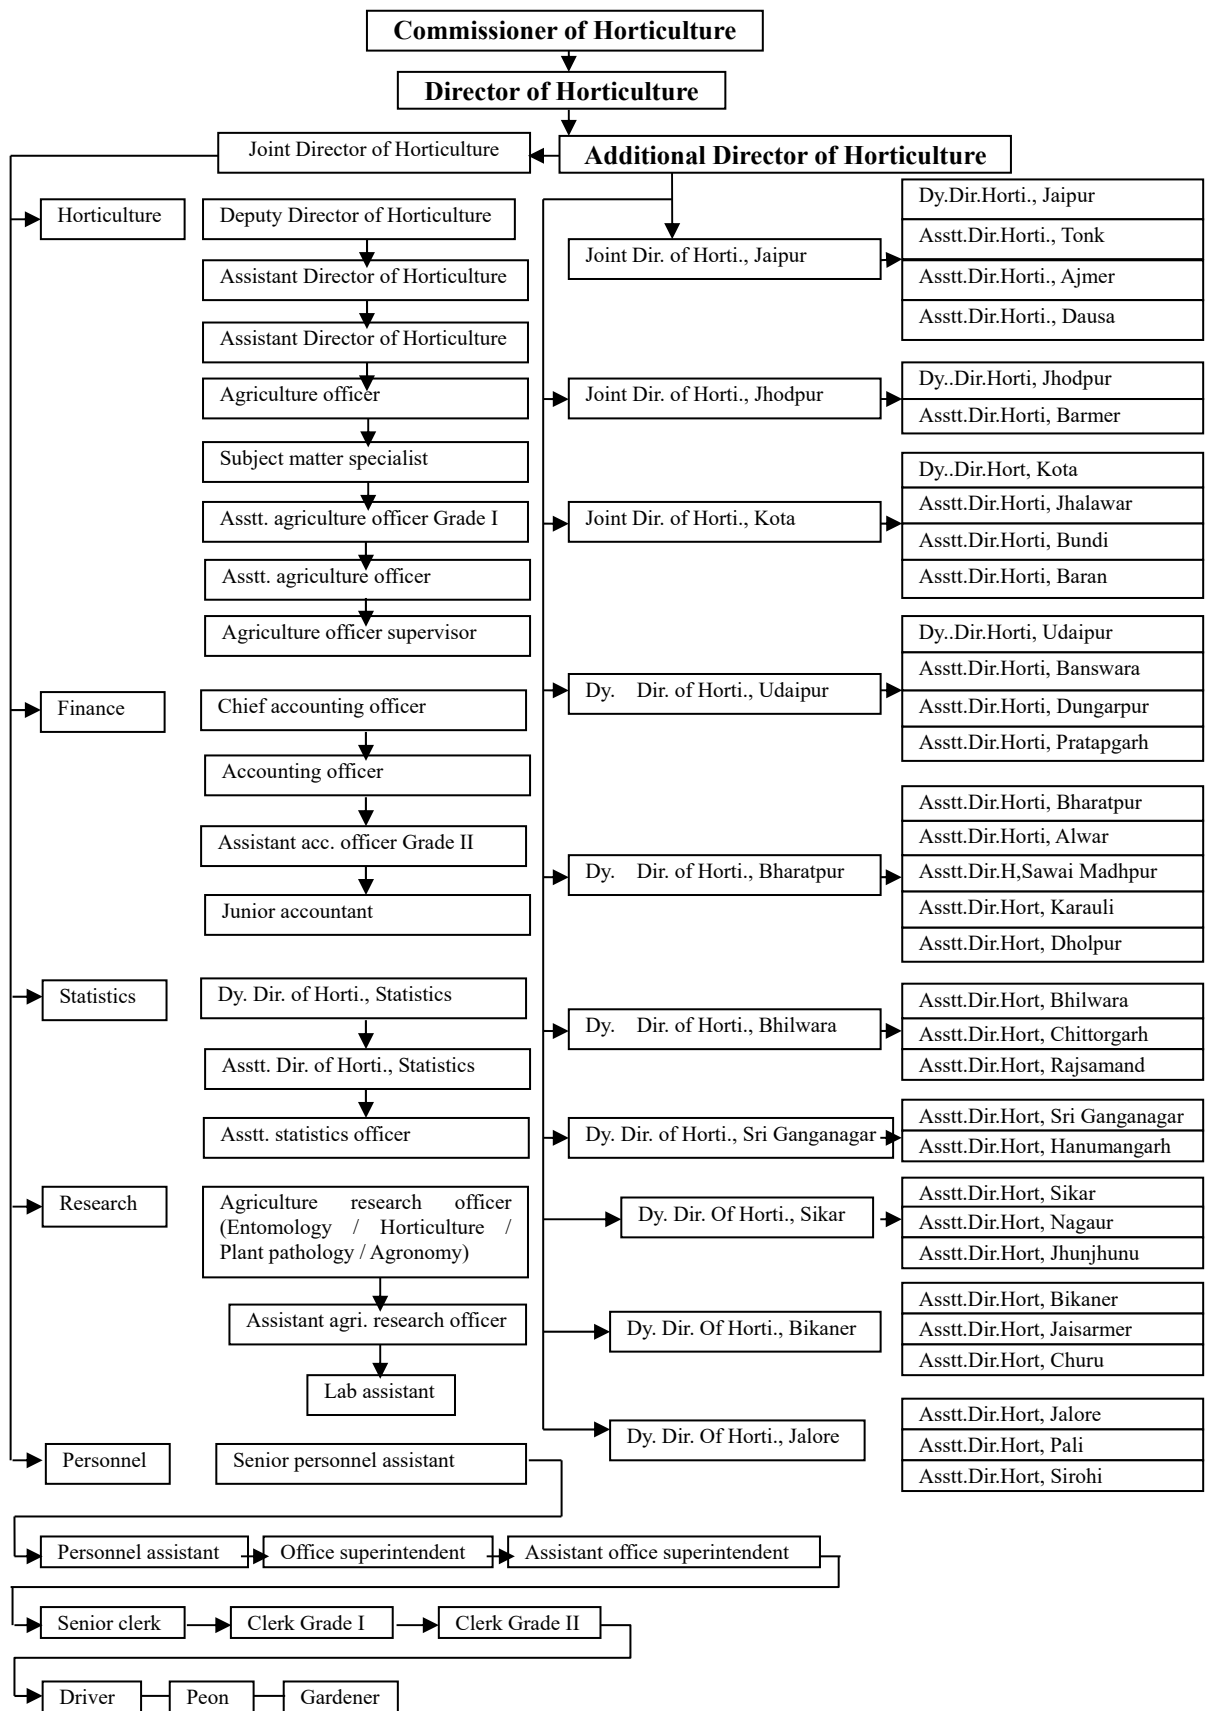 Commissioner of Horticulture
Director of Horticulture
Joint Director of Horticulture
Additional Director of Horticulture
Horticulture
Deputy Director of Horticulture
Assistant Director of Horticulture
Assistant Director of Horticulture
Agriculture officer
Subject matter specialist
Asstt. agriculture officer Grade I
Asstt. agriculture officer
Agriculture officer supervisor
Finance
Chief accounting officer
Accounting officer
Assistant acc. officer Grade II
Junior accountant
Statistics
Dy. Dir. of Horti., Statistics
Asstt. Dir. of Horti., Statistics
Asstt. statistics officer
Research
Agriculture research officer
(Entomology / Horticulture /
Plant pathology / Agronomy)
Assistant agri. research officer
Lab assistant
Personnel
Senior personnel assistant
Joint Dir. of Horti., Jaipur
Dy.Dir.Horti., Jaipur
Asstt.Dir.Horti., Tonk
Asstt.Dir.Horti., Ajmer
Asstt.Dir.Horti., Dausa
Joint Dir. of Horti., Jhodpur
Dy..Dir.Horti, Jhodpur
Asstt.Dir.Horti, Barmer
Joint Dir. of Horti., Kota
Dy..Dir.Hort, Kota
Asstt.Dir.Horti, Jhalawar
Asstt.Dir.Horti, Bundi
Asstt.Dir.Horti, Baran
Dy. Dir. of Horti., Udaipur
Dy..Dir.Horti, Udaipur
Asstt.Dir.Horti, Banswara
Asstt.Dir.Horti, Dungarpur
Asstt.Dir.Horti, Pratapgarh
Dy. Dir. of Horti., Bharatpur
Asstt.Dir.Horti, Bharatpur
Asstt.Dir.Horti, Alwar
Asstt.Dir.H,Sawai Madhpur
Asstt.Dir.Hort, Karauli
Asstt.Dir.Hort, Dholpur
Dy. Dir. of Horti., Bhilwara
Asstt.Dir.Hort, Bhilwara
Asstt.Dir.Hort, Chittorgarh
Asstt.Dir.Hort, Rajsamand
Dy. Dir. of Horti., Sri Ganganagar
Asstt.Dir.Hort, Sri Ganganagar
Asstt.Dir.Hort, Hanumangarh
Dy. Dir. Of Horti., Sikar
Asstt.Dir.Hort, Sikar
Asstt.Dir.Hort, Nagaur
Asstt.Dir.Hort, Jhunjhunu
Dy. Dir. Of Horti., Bikaner
Asstt.Dir.Hort, Bikaner
Asstt.Dir.Hort, Jaisarmer
Asstt.Dir.Hort, Churu
Dy. Dir. Of Horti., Jalore
Asstt.Dir.Hort, Jalore
Asstt.Dir.Hort, Pali
Asstt.Dir.Hort, Sirohi
Personnel assistant
Office superintendent
Assistant office superintendent
Senior clerk
Clerk Grade I
Clerk Grade II
Driver
Peon
Gardener